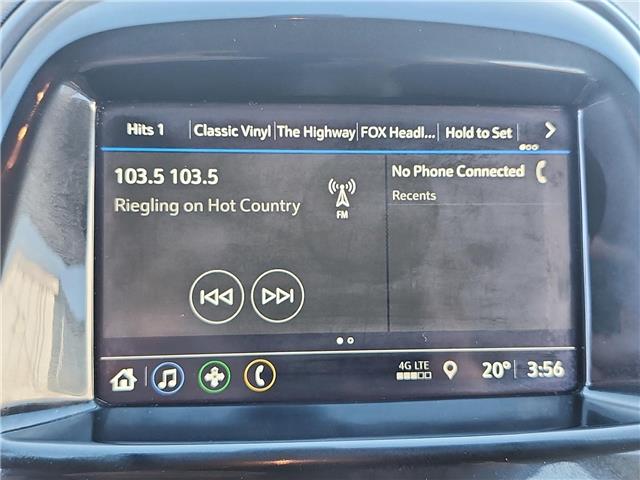 Hits 1 Classic Vinyl The Highway FOX Headl... Hold to Set
103.5 103.5
Riegling on Hot Country
FM
No Phone Connected
Recents
4G LTE 20° 3:56